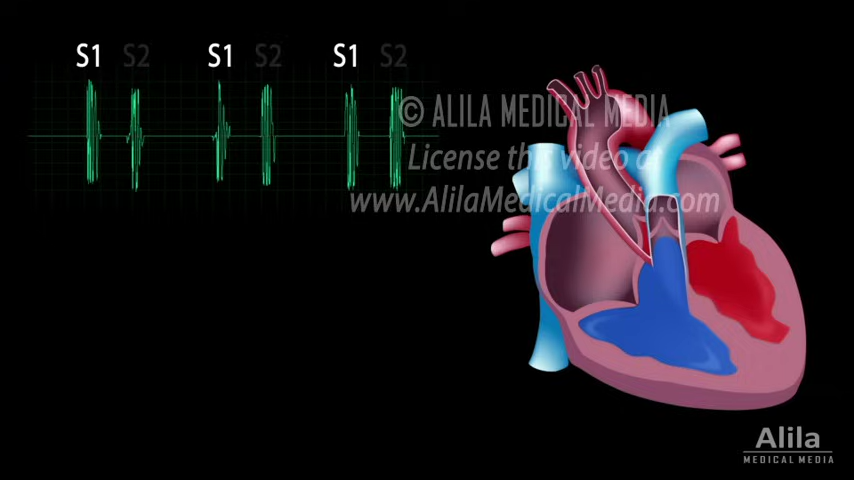 S1 S2 S1 S2 S1 S2
© ALILA MEDICAL MEDIA
License this video at
www.AlilaMedicalMedia.com
Alila
MEDICAL MEDIA